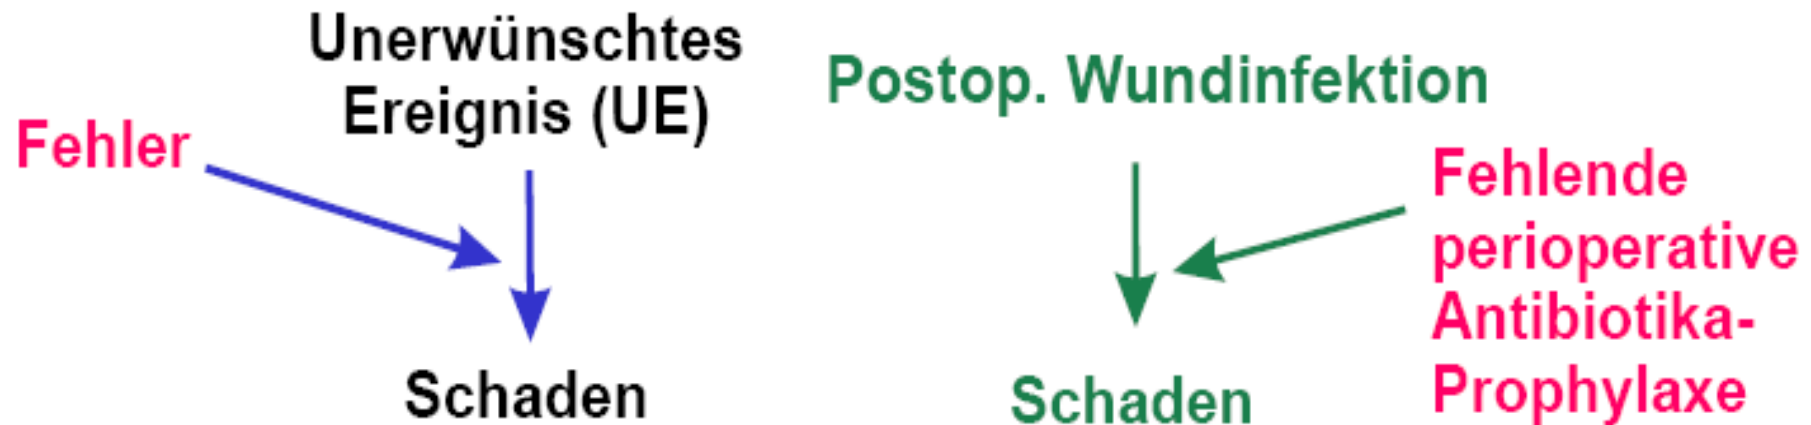 Unerwünschtes
Ereignis (UE)
Fehler
Schaden
Postop. Wundinfektion
Fehlende
perioperative
Antibiotika-
Prophylaxe
Schaden